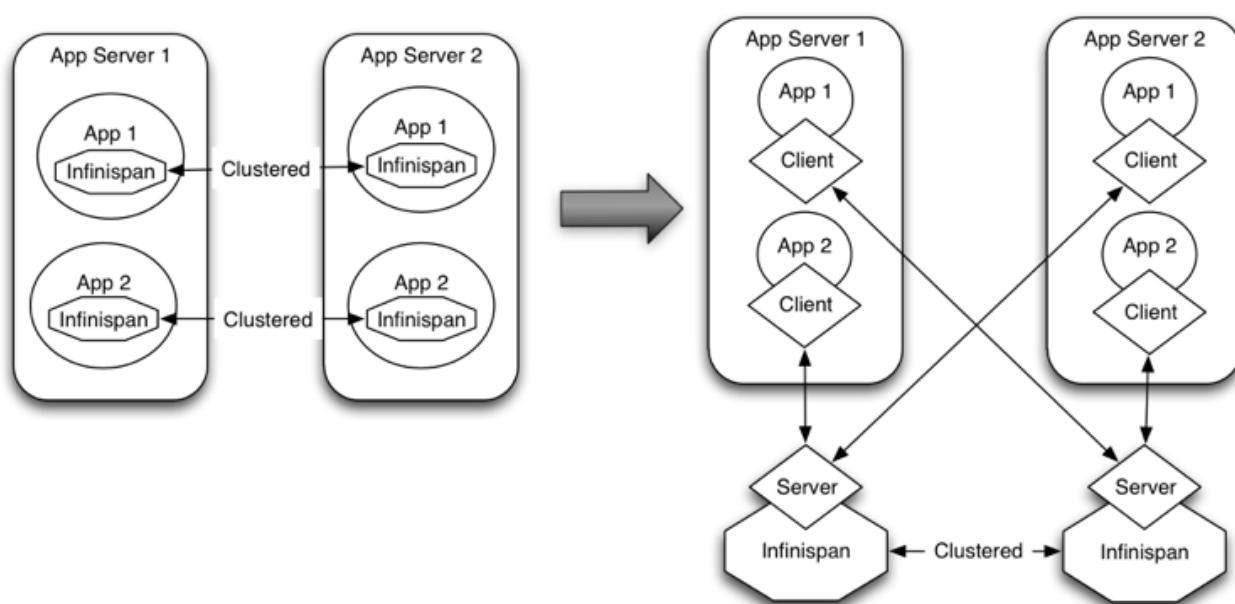 App Server 1
App 1
Infinispan
App 2
Infinispan
Clustered
Clustered
App Server 2
App 1
Infinispan
App 2
Infinispan
App Server 1
App 1
Client
App 2
Client
App Server 2
App 1
Client
App 2
Client
Server
Infinispan
Clustered
Server
Infinispan